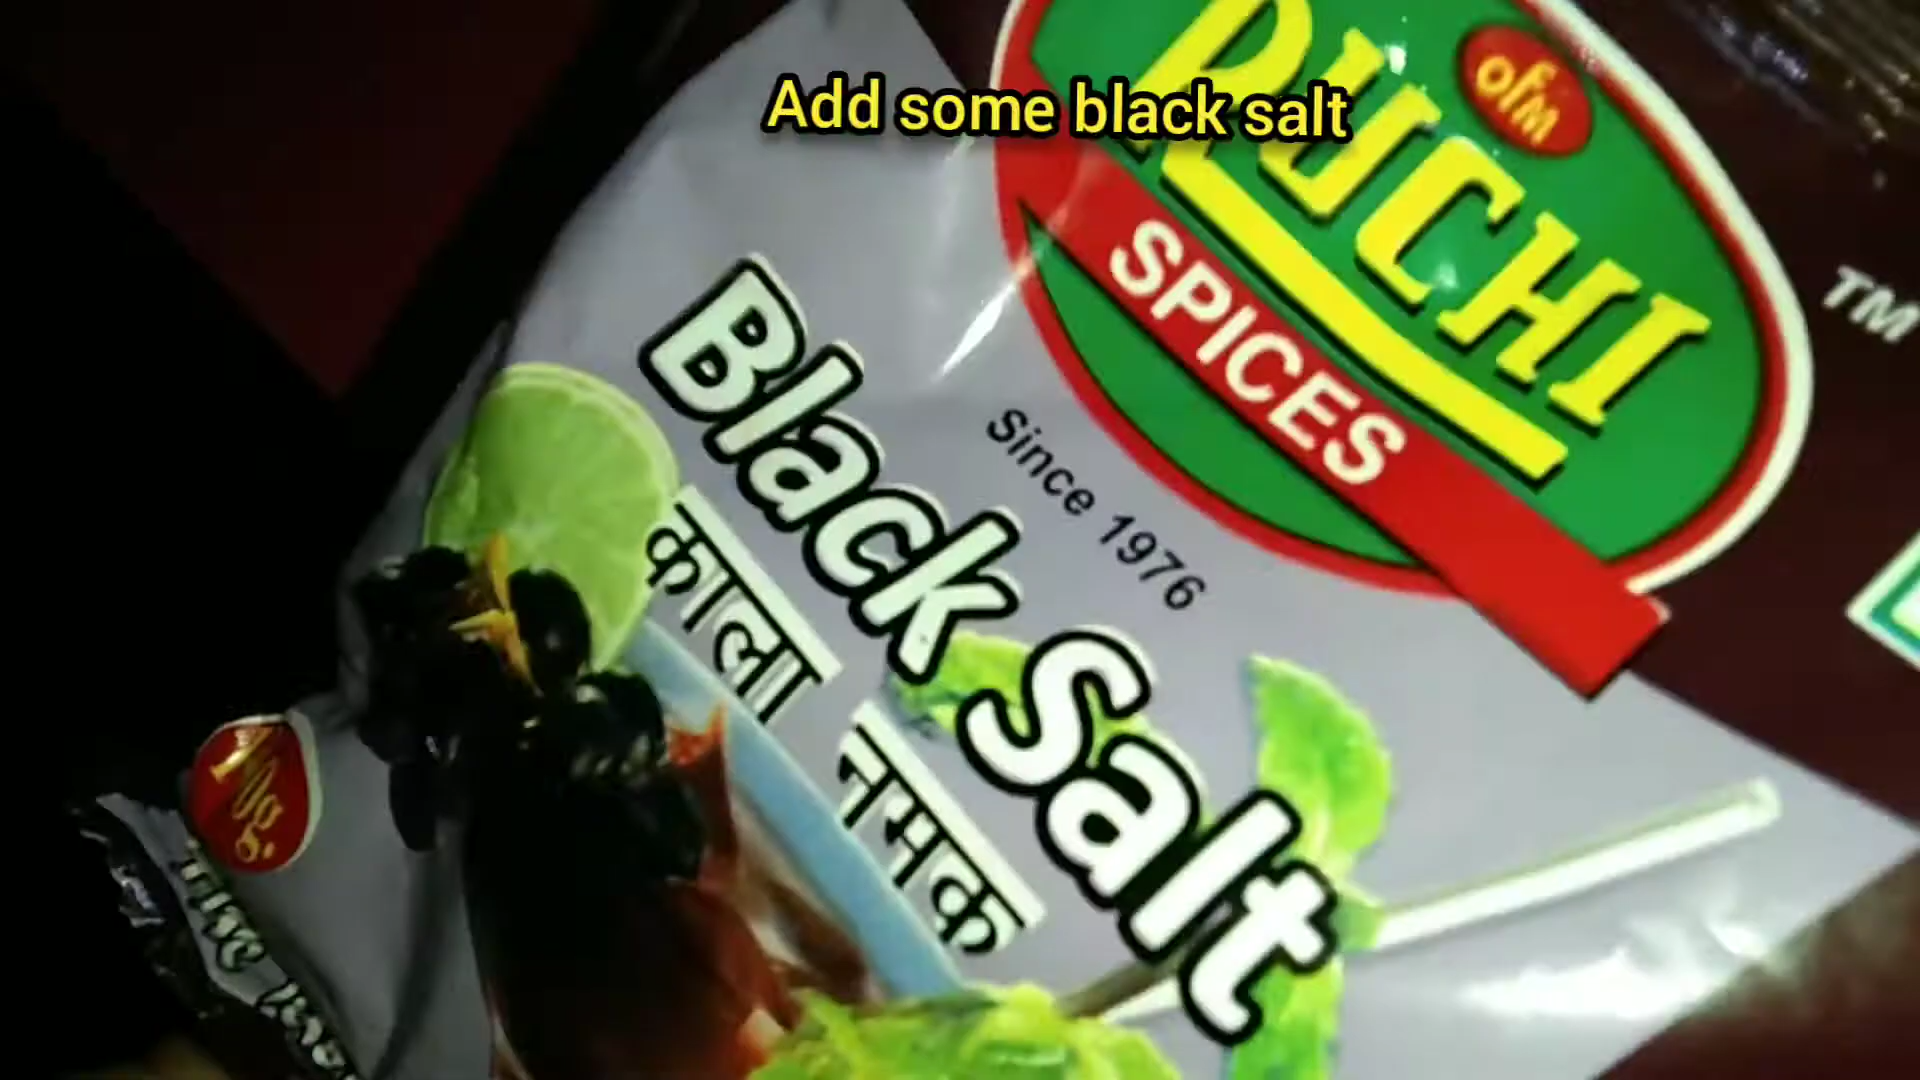 Add some black salt
RUCHI
OFM
SPICES
TM
Since 1976
Black Salt
काला नमक